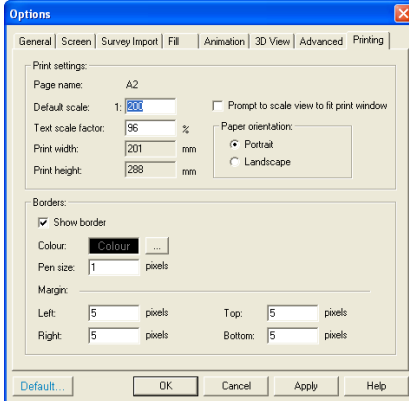 Options
General Screen Survey Import Fill Animation 3D View Advanced Printing
Print settings:
Page name: A2
Default scale: 1: 200 Prompt to scale view to fit print window
Text scale factor: 96 % Paper orientation:
Print width: 201 mm Portrait
Print height: 288 mm Landscape
Borders:
Show border
Colour: Colour ...
Pen size: 1 pixels
Margin:
Left: 5 pixels Top: 5 pixels
Right: 5 pixels Bottom: 5 pixels
Default... OK Cancel Apply Help